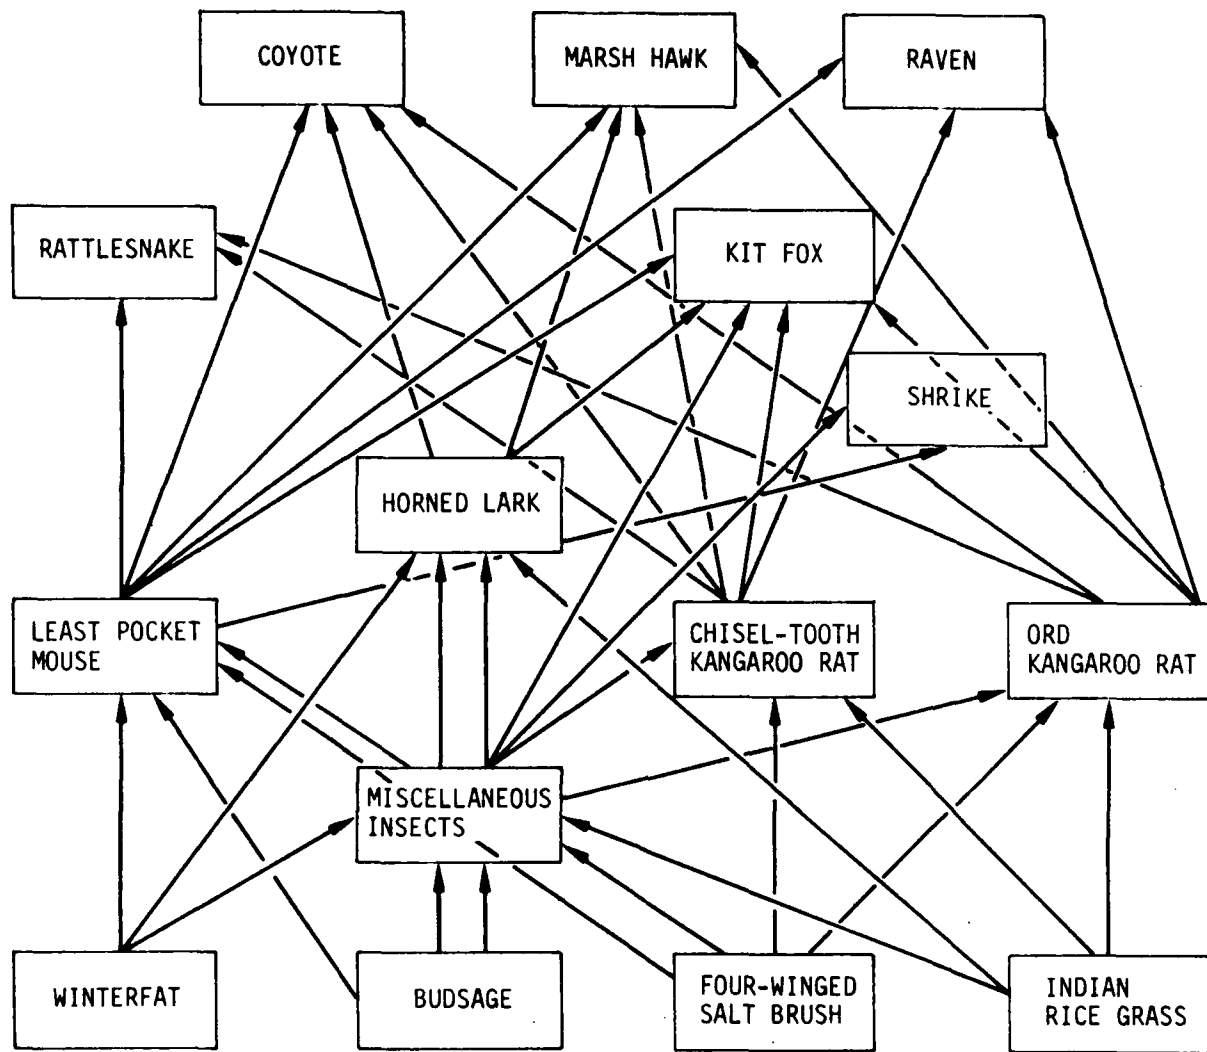 COYOTE
MARSH HAWK
RAVEN
RATTLESNAKE
KIT FOX
SHRIKE
HORNED LARK
LEAST POCKET
MOUSE
CHISEL-TOOTH
KANGAROO RAT
ORD
KANGAROO RAT
MISCELLANEOUS
INSECTS
WINTERFAT
BUDSAGE
FOUR-WINGED
SALT BRUSH
INDIAN
RICE GRASS